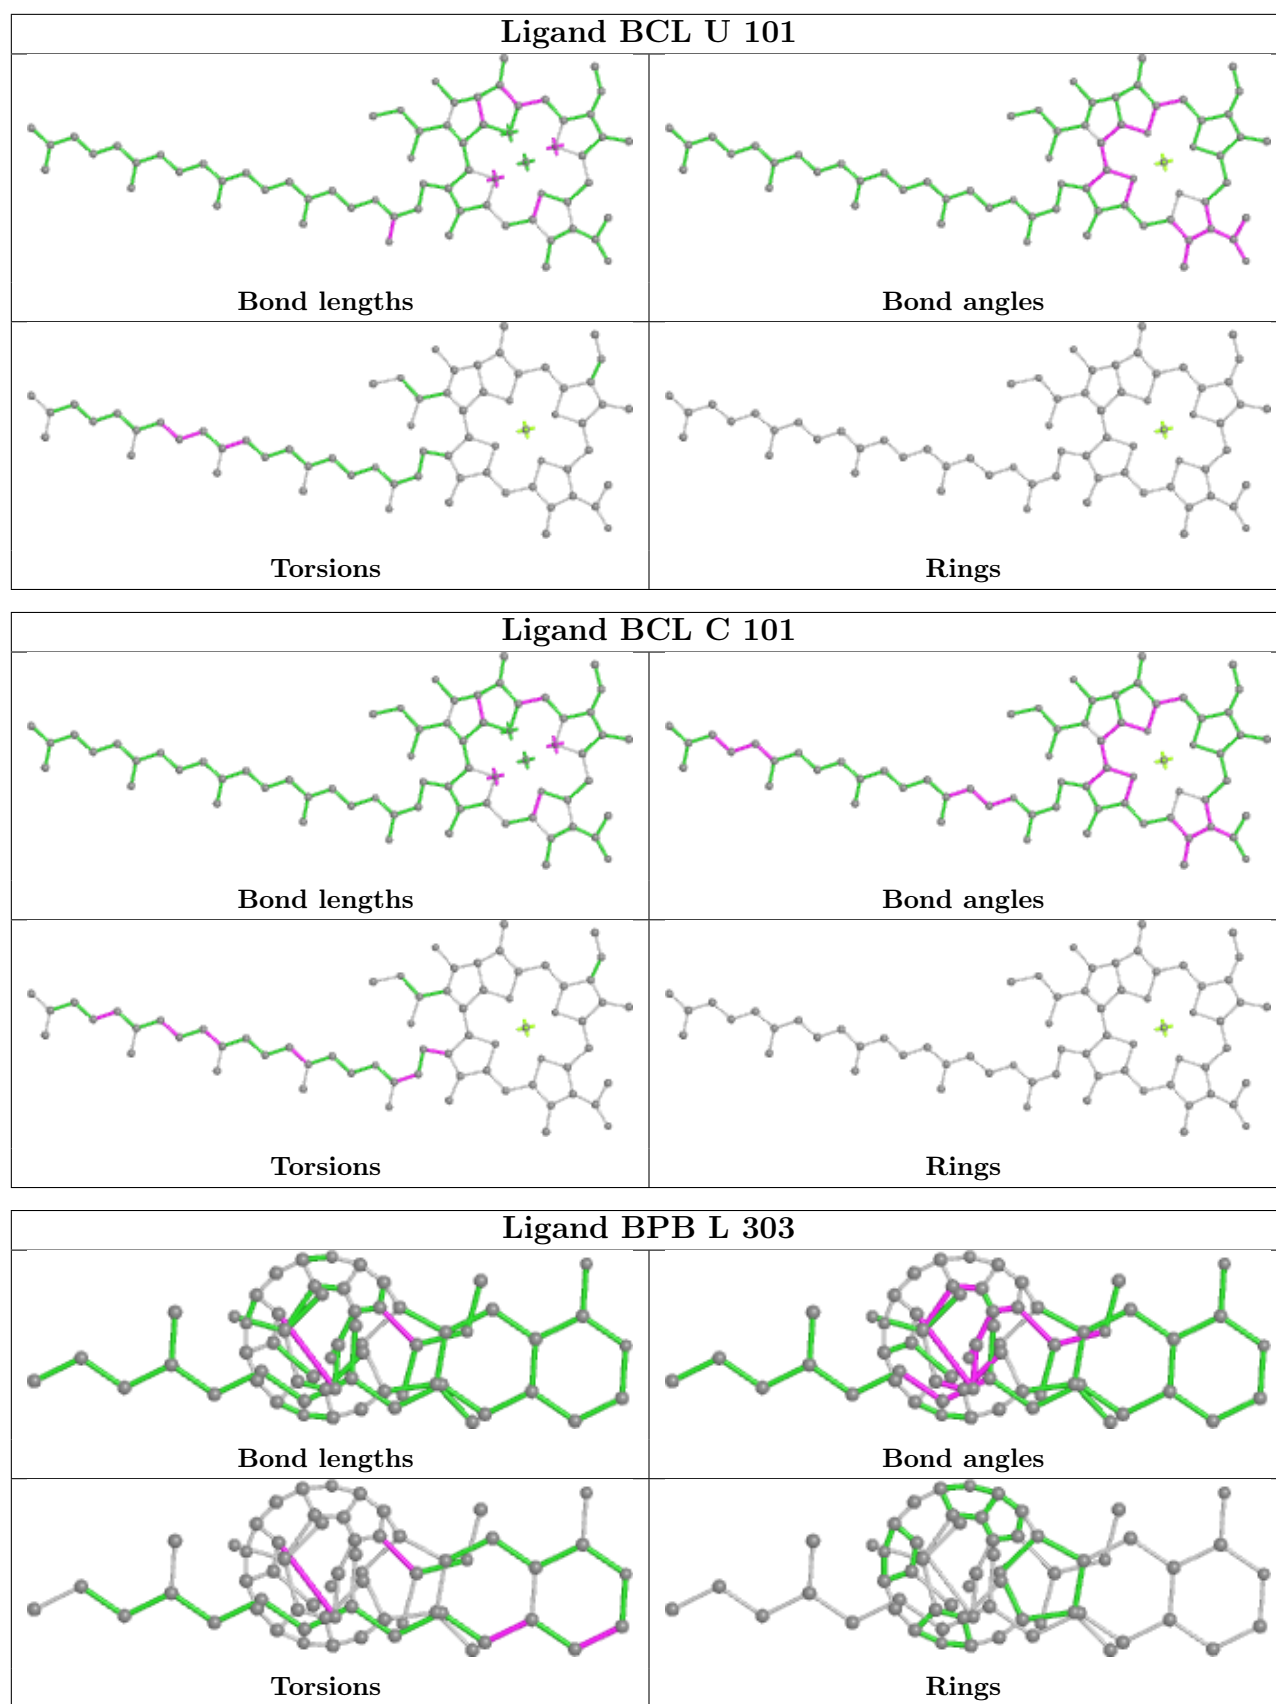 Ligand BCL U 101
Bond lengths
Bond angles
Torsions
Rings
Ligand BCL C 101
Bond lengths
Bond angles
Torsions
Rings
Ligand BPB L 303
Bond lengths
Bond angles
Torsions
Rings